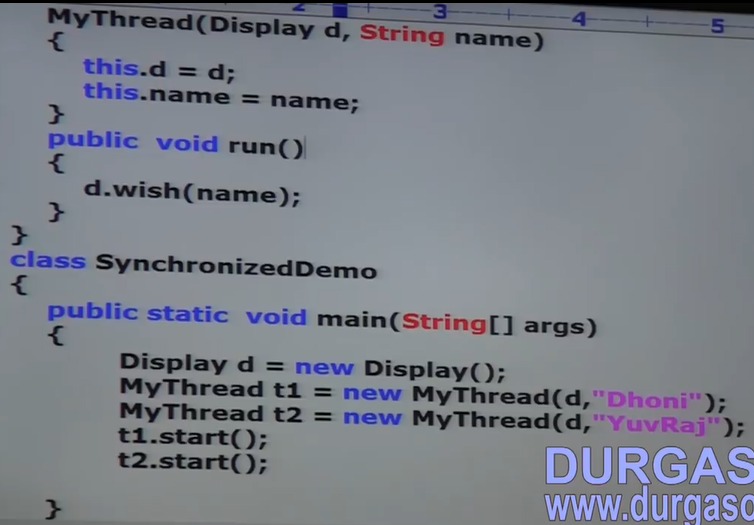 2 3 4 5
MyThread(Display d, String name)
{
this.d = d;
this.name = name;
}
public void run()
{
d.wish(name);
}
}
class SynchronizedDemo
{
public static void main(String[] args)
{
Display d = new Display();
MyThread t1 = new MyThread(d,"Dhoni");
MyThread t2 = new MyThread(d,"YuvRaj");
t1.start();
t2.start();
}
DURGAS
www.durgaso